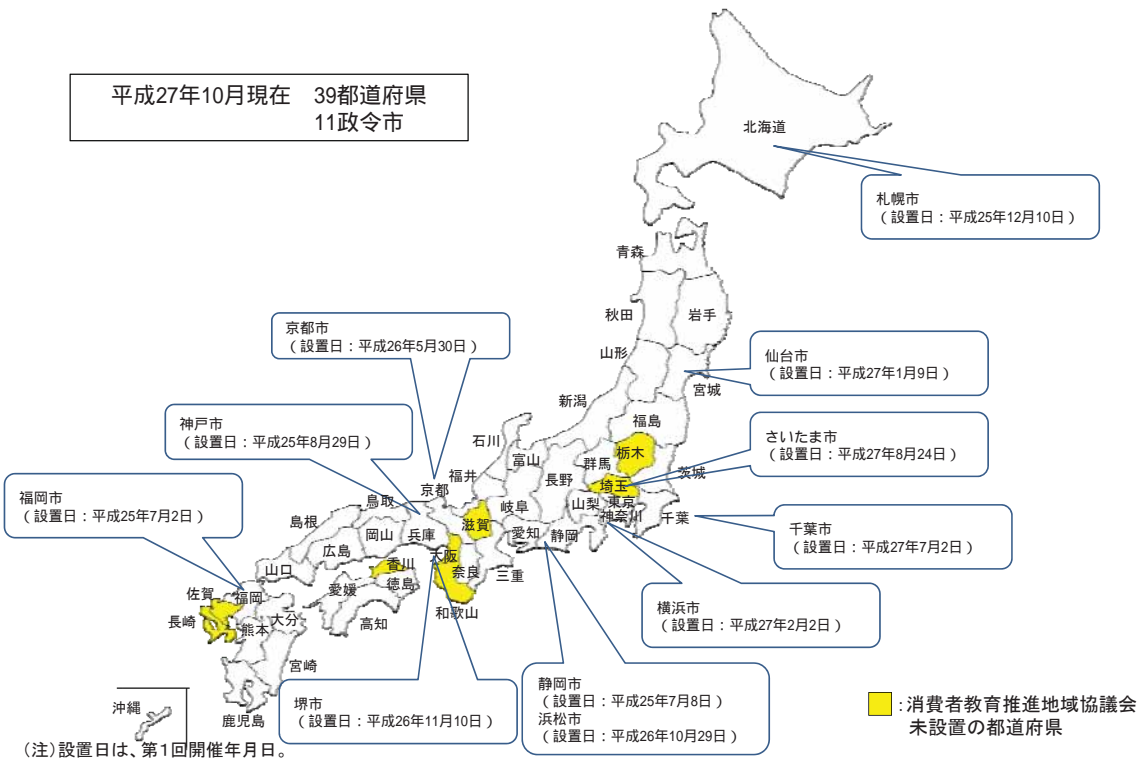 平成27年10月現在　39都道府県
11政令市
北海道
札幌市
（設置日：平成25年12月10日）
青森
秋田
岩手
京都市
（設置日：平成26年5月30日）
山形
仙台市
（設置日：平成27年1月9日）
宮城
新潟
神戸市
（設置日：平成25年8月29日）
石川
福島
さいたま市
（設置日：平成27年8月24日）
富山
群馬
栃木
茨城
福井
長野
埼玉
福岡市
（設置日：平成25年7月2日）
鳥取
京都
岐阜
山梨
東京
神奈川
千葉
島根
岡山
兵庫
滋賀
愛知
静岡
千葉市
（設置日：平成27年7月2日）
広島
大阪
山口
香川
奈良
三重
佐賀
福岡
愛媛
徳島
和歌山
横浜市
（設置日：平成27年2月2日）
長崎
熊本
大分
高知
宮崎
静岡市
（設置日：平成25年7月8日）
浜松市
（設置日：平成26年10月29日）
堺市
（設置日：平成26年11月10日）
沖縄
鹿児島
：消費者教育推進地域協議会
未設置の都道府県
（注）設置日は、第1回開催年月日。